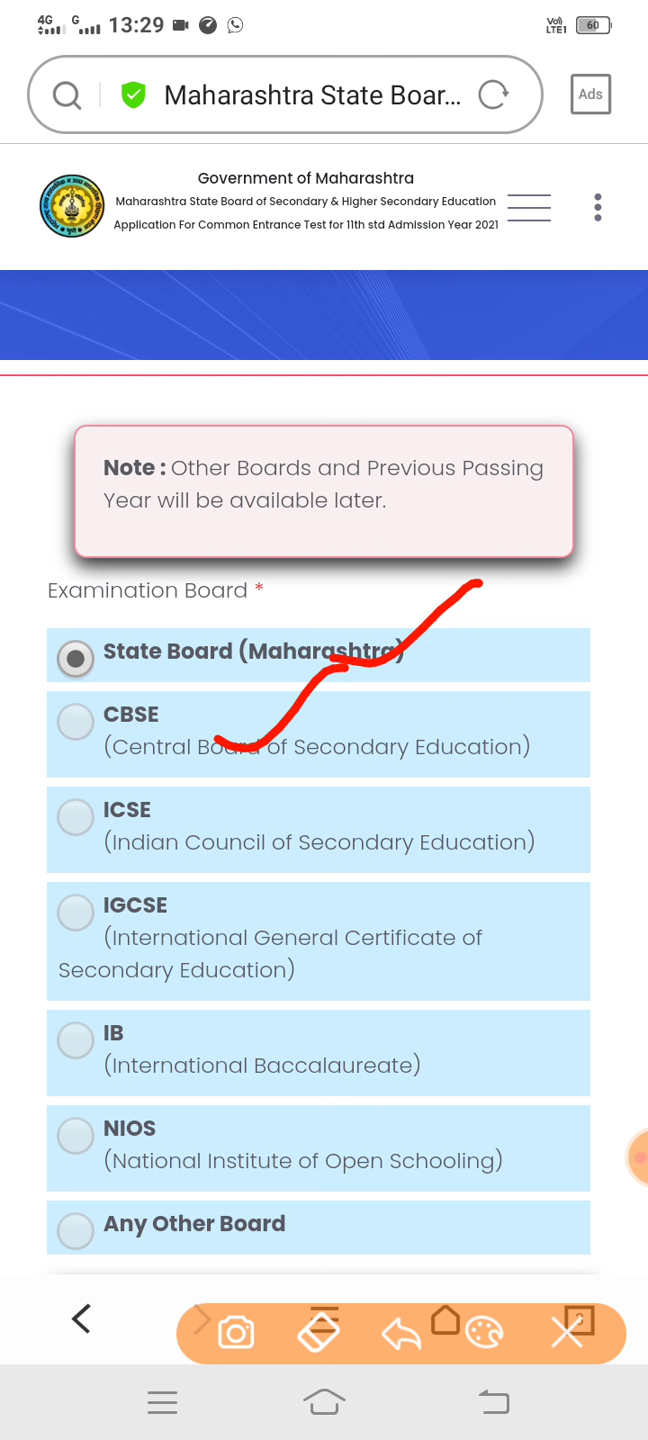 4G G 13:29 Vo) LTE1 60
Maharashtra State Boar... Ads
Government of Maharashtra
Maharashtra State Board of Secondary & Higher Secondary Education
Application For Common Entrance Test for 11th std Admission Year 2021
Note : Other Boards and Previous Passing
Year will be available later.
Examination Board *
State Board (Maharashtra)
CBSE
(Central Board of Secondary Education)
ICSE
(Indian Council of Secondary Education)
IGCSE
(International General Certificate of
Secondary Education)
IB
(International Baccalaureate)
NIOS
(National Institute of Open Schooling)
Any Other Board